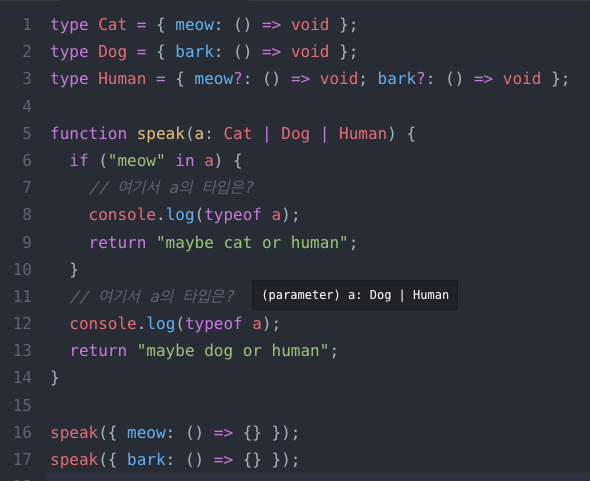 1 type Cat = { meow: () => void };
2 type Dog = { bark: () => void };
3 type Human = { meow?: () => void; bark?: () => void };
4
5 function speak(a: Cat | Dog | Human) {
6   if ("meow" in a) {
7     // 여기서 a의 타입은?
8     console.log(typeof a);
9     return "maybe cat or human";
10   }
11   // 여기서 a의 타입은? (parameter) a: Dog | Human
12   console.log(typeof a);
13   return "maybe dog or human";
14 }
15
16 speak({ meow: () => {} });
17 speak({ bark: () => {} });